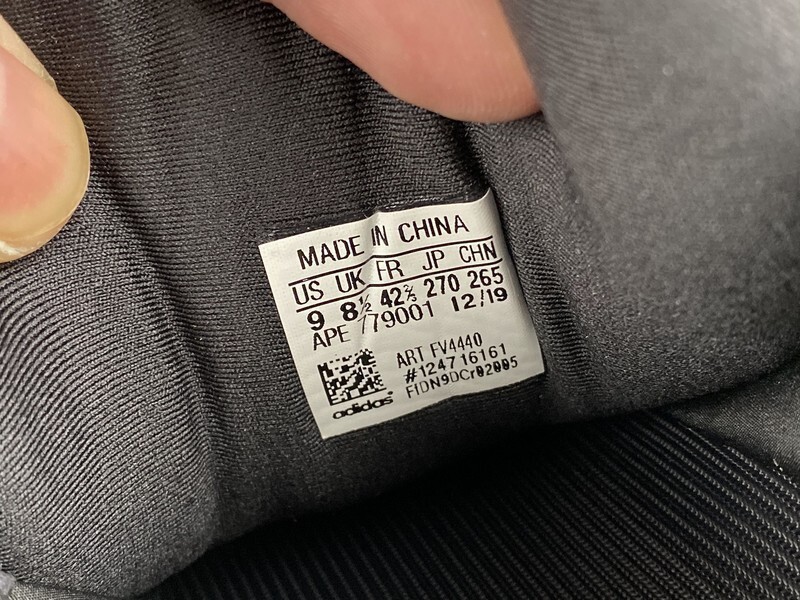 MADE IN CHINA
US UK FR JP CHN
9 8½ 42⅔ 270 265
APE 779001 12/19
ART FV4440
#124716161
FIDN9DCr02005
adidas